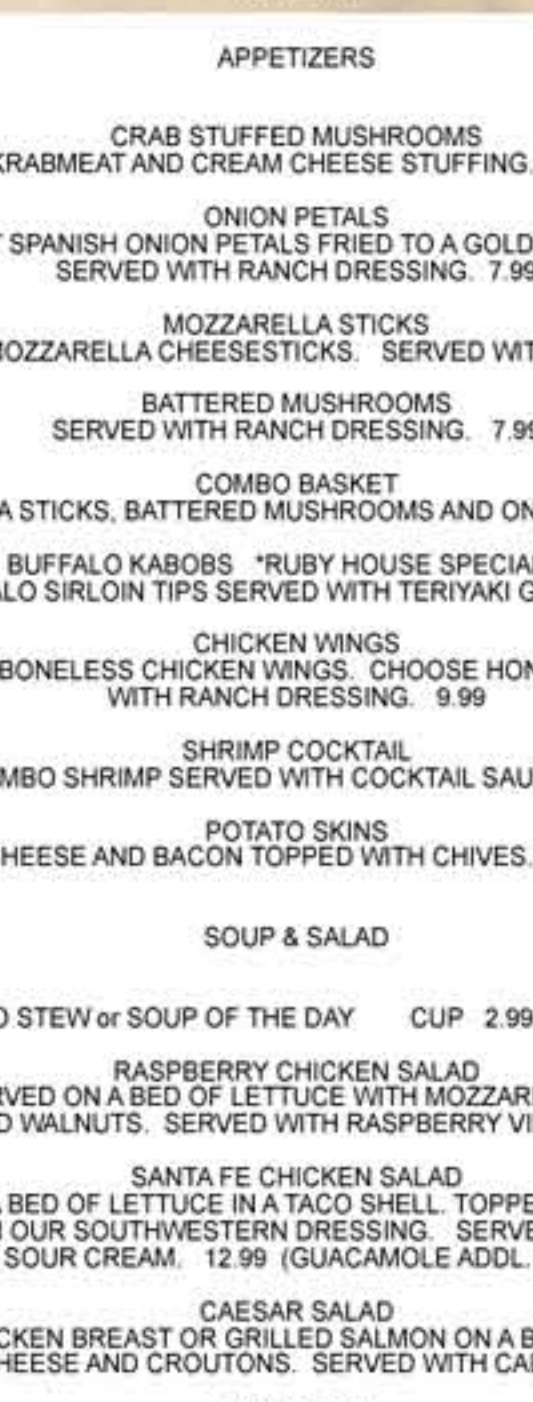 APPETIZERS
CRAB STUFFED MUSHROOMS
KRABMEAT AND CREAM CHEESE STUFFING.
ONION PETALS
T SPANISH ONION PETALS FRIED TO A GOLD
SERVED WITH RANCH DRESSING. 7.99
MOZZARELLA STICKS
MOZZARELLA CHEESESTICKS. SERVED WIT
BATTERED MUSHROOMS
SERVED WITH RANCH DRESSING. 7.99
COMBO BASKET
A STICKS, BATTERED MUSHROOMS AND ON
BUFFALO KABOBS *RUBY HOUSE SPECIA
ALO SIRLOIN TIPS SERVED WITH TERIYAKI G
CHICKEN WINGS
BONELESS CHICKEN WINGS. CHOOSE HON
WITH RANCH DRESSING. 9.99
SHRIMP COCKTAIL
MBO SHRIMP SERVED WITH COCKTAIL SAU
POTATO SKINS
HEESE AND BACON TOPPED WITH CHIVES.
SOUP & SALAD
O STEW or SOUP OF THE DAY CUP 2.99
RASPBERRY CHICKEN SALAD
RVED ON A BED OF LETTUCE WITH MOZZAR
D WALNUTS. SERVED WITH RASPBERRY VI
SANTA FE CHICKEN SALAD
A BED OF LETTUCE IN A TACO SHELL. TOPPE
OUR SOUTHWESTERN DRESSING. SERVE
SOUR CREAM. 12.99 (GUACAMOLE ADDL.
CAESAR SALAD
CKEN BREAST OR GRILLED SALMON ON A B
HEESE AND CROUTONS. SERVED WITH CAE